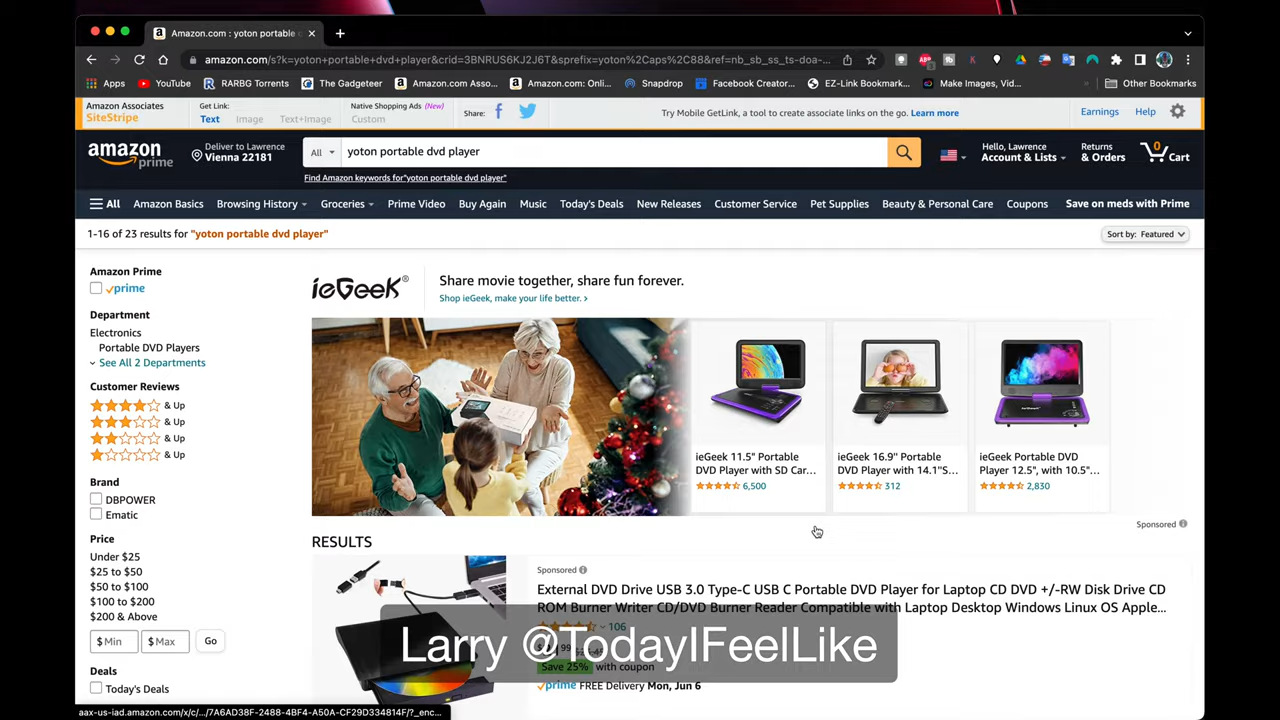 Amazon.com : yoton portable d
amazon.com/s?k=yoton+portable+dvd+player&crid=3BNRUS6KJ2J6T&sprefix=yoton%2Caps%2C88&ref=nb_sb_ss_ts-doa-...
Apps YouTube RARBG Torrents The Gadgeteer Amazon.com Asso... Amazon.com: Onli... Snapdrop Facebook Creator... EZ-Link Bookmark... Make Images, Vid... » Other Bookmarks
Amazon Associates
SiteStripe
Get Link:
Text Image Text+Image
Native Shopping Ads (New)
Custom
Share:
Try Mobile GetLink, a tool to create associate links on the go. Learn more
Earnings Help
amazon
prime
Deliver to Lawrence
Vienna 22181
All
yoton portable dvd player
Find Amazon keywords for"yoton portable dvd player"
Hello, Lawrence
Account & Lists
Returns
& Orders
0
Cart
All Amazon Basics Browsing History Groceries Prime Video Buy Again Music Today's Deals New Releases Customer Service Pet Supplies Beauty & Personal Care Coupons Save on meds with Prime
1-16 of 23 results for "yoton portable dvd player"
Sort by: Featured
Amazon Prime
prime
Department
Electronics
Portable DVD Players
See All 2 Departments
Customer Reviews
& Up
& Up
& Up
& Up
Brand
DBPOWER
Ematic
Price
Under $25
$25 to $50
$50 to $100
$100 to $200
$200 & Above
$ Min $ Max Go
Deals
Today's Deals
ieGeek®
Share movie together, share fun forever.
Shop ieGeek, make your life better. ›
ieGeek 11.5" Portable
DVD Player with SD Car...
6,500
ieGeek 16.9'' Portable
DVD Player with 14.1''S...
312
ieGeek Portable DVD
Player 12.5", with 10.5"...
2,830
Sponsored
RESULTS
Sponsored
External DVD Drive USB 3.0 Type-C USB C Portable DVD Player for Laptop CD DVD +/-RW Disk Drive CD
ROM Burner Writer CD/DVD Burner Reader Compatible with Laptop Desktop Windows Linux OS Apple...
106
Save 25% with coupon
prime FREE Delivery Mon, Jun 6
Larry @TodayIFeelLike
aax-us-iad.amazon.com/x/c/.../7A6AD38F-2488-4BF4-A50A-CF29D334814F/?_enc...